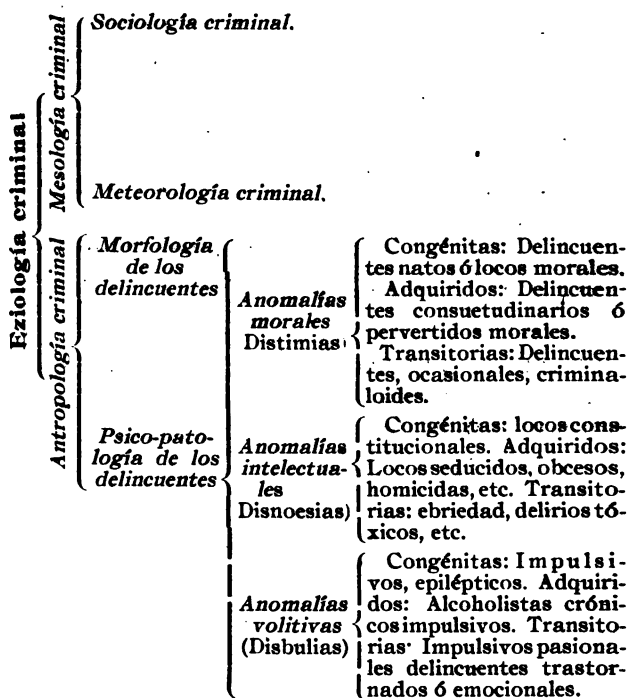 Eziología criminal
Mesología criminal
Sociología criminal.
Meteorología criminal.
Antropología criminal
Morfología
de los
delincuentes
Psico-pato-
logía de los
delincuentes
Anomalías
morales
Distimias)
Congénitas: Delincuen-
tes natos ó locos morales.
Adquiridos: Delincuen-
tes consuetudinarios ó
pervertidos morales.
Transitorias: Delincuen-
tes, ocasionales, crimina-
loides.
Anomalías
intelectua-
les
Disnoesias)
Congénitas: locos cons-
titucionales. Adquiridos:
Locos seducidos, obcesos,
homicidas, etc. Transito-
rias: ebriedad, delirios tó-
xicos, etc.
Anomalías
volitivas
(Disbulias)
Congénitas: Impulsi-
vos, epilépticos. Adquiri-
dos: Alcoholistas cróni-
cos impulsivos. Transito-
rias: Impulsivos pasiona-
les delincuentes trastor-
nados ó emocionales.